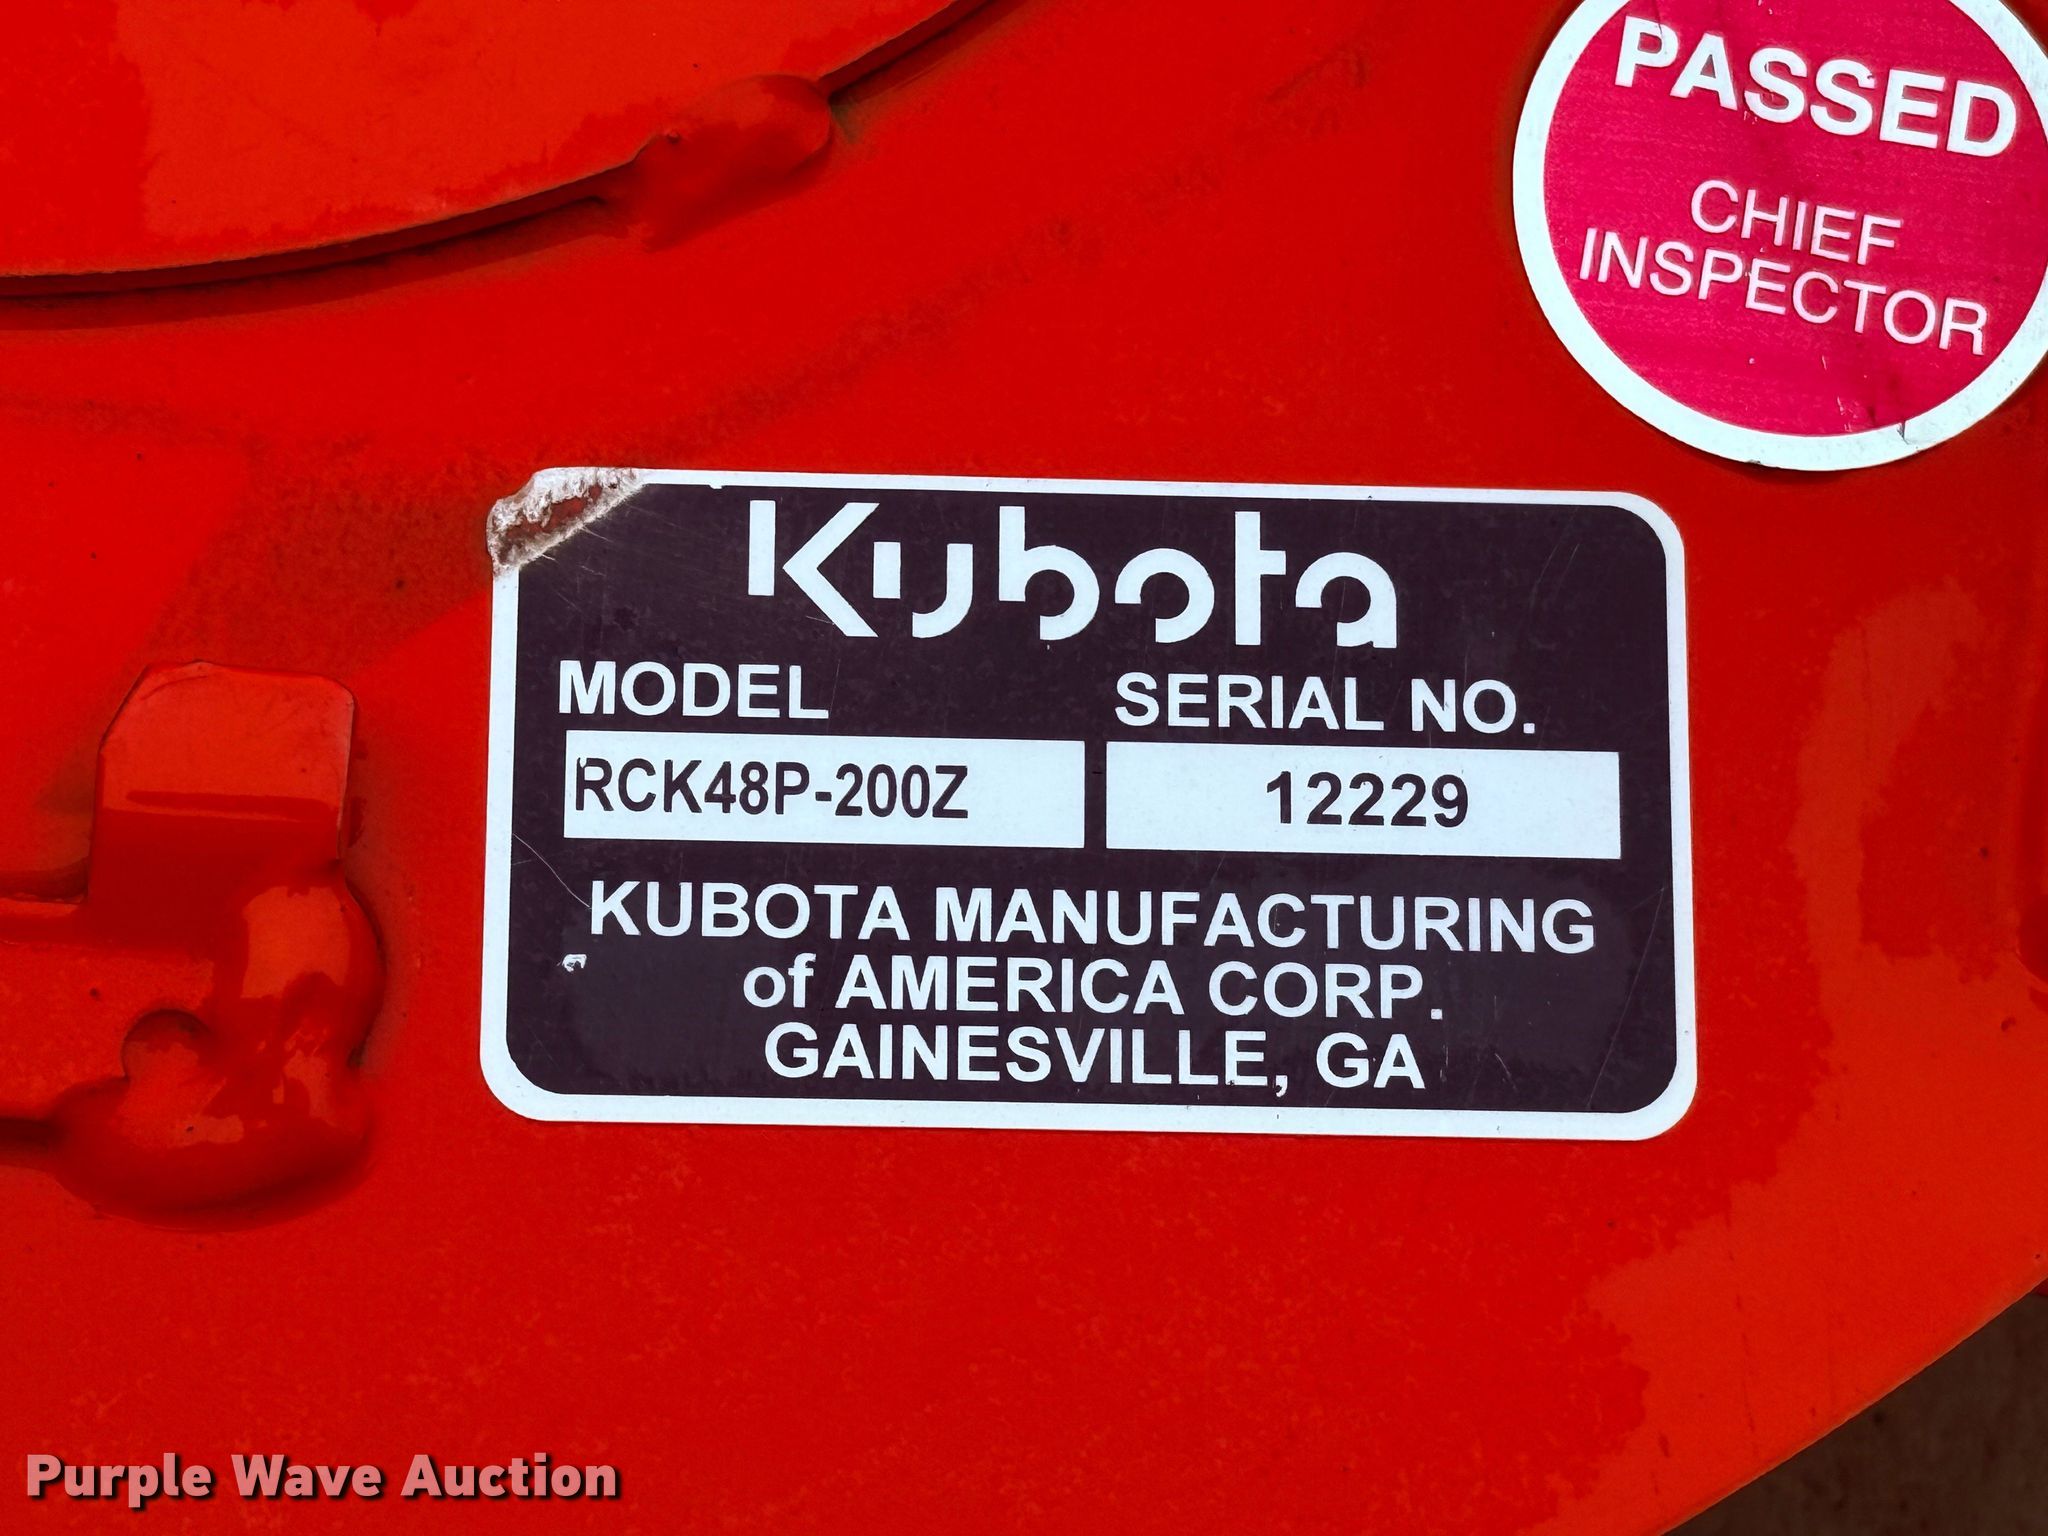 PASSED
CHIEF
INSPECTOR
Kubota
MODEL SERIAL NO.
RCK48P-200Z 12229
KUBOTA MANUFACTURING
of AMERICA CORP.
GAINESVILLE, GA
Purple Wave Auction